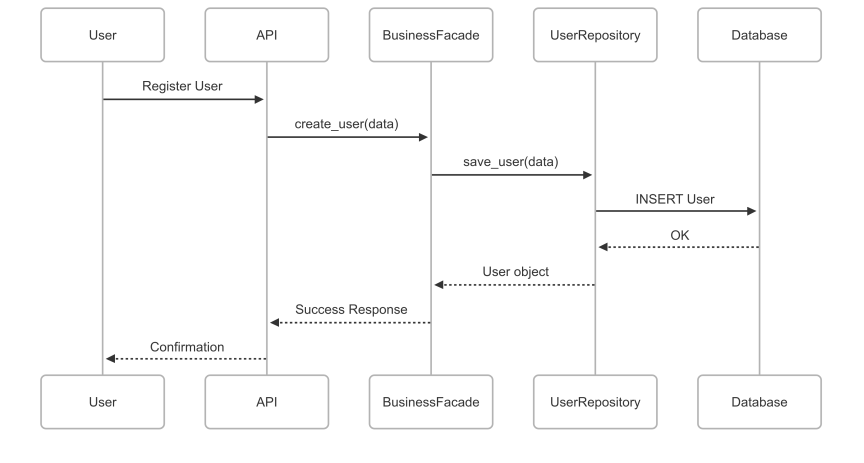 User API BusinessFacade UserRepository Database
Register User
create_user(data)
save_user(data)
INSERT User
OK
User object
Success Response
Confirmation
User API BusinessFacade UserRepository Database